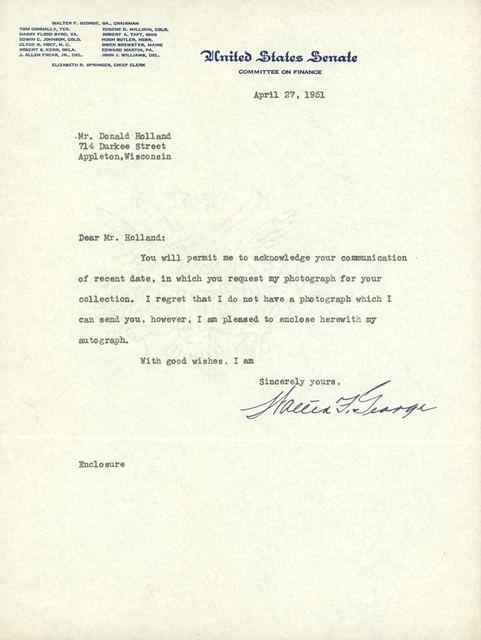 WALTER F. GEORGE, GA., CHAIRMAN
TOM CONNALLY, TEX. EUGENE D. MILLIKIN, COLO.
HARRY FLOOD BYRD, VA. ROBERT A. TAFT, OHIO
EDWIN C. JOHNSON, COLO. HUGH BUTLER, NEBR.
CLYDE R. HOEY, N. C. OWEN BREWSTER, MAINE
ROBERT S. KERR, OKLA. EDWARD MARTIN, PA.
J. ALLEN FREAR, JR., DEL. JOHN J. WILLIAMS, DEL.
ELIZABETH B. SPRINGER, CHIEF CLERK
United States Senate
COMMITTEE ON FINANCE
April 27, 1951
Mr. Donald Holland
714 Durkee Street
Appleton,Wisconsin
Dear Mr. Holland:
You will permit me to acknowledge your communication
of recent date, in which you request my photograph for your
collection. I regret that I do not have a photograph which I
can send you, however, I am pleased to enclose herewith my
autograph.
With good wishes, I am
Sincerely yours,
Walter F. George
Enclosure